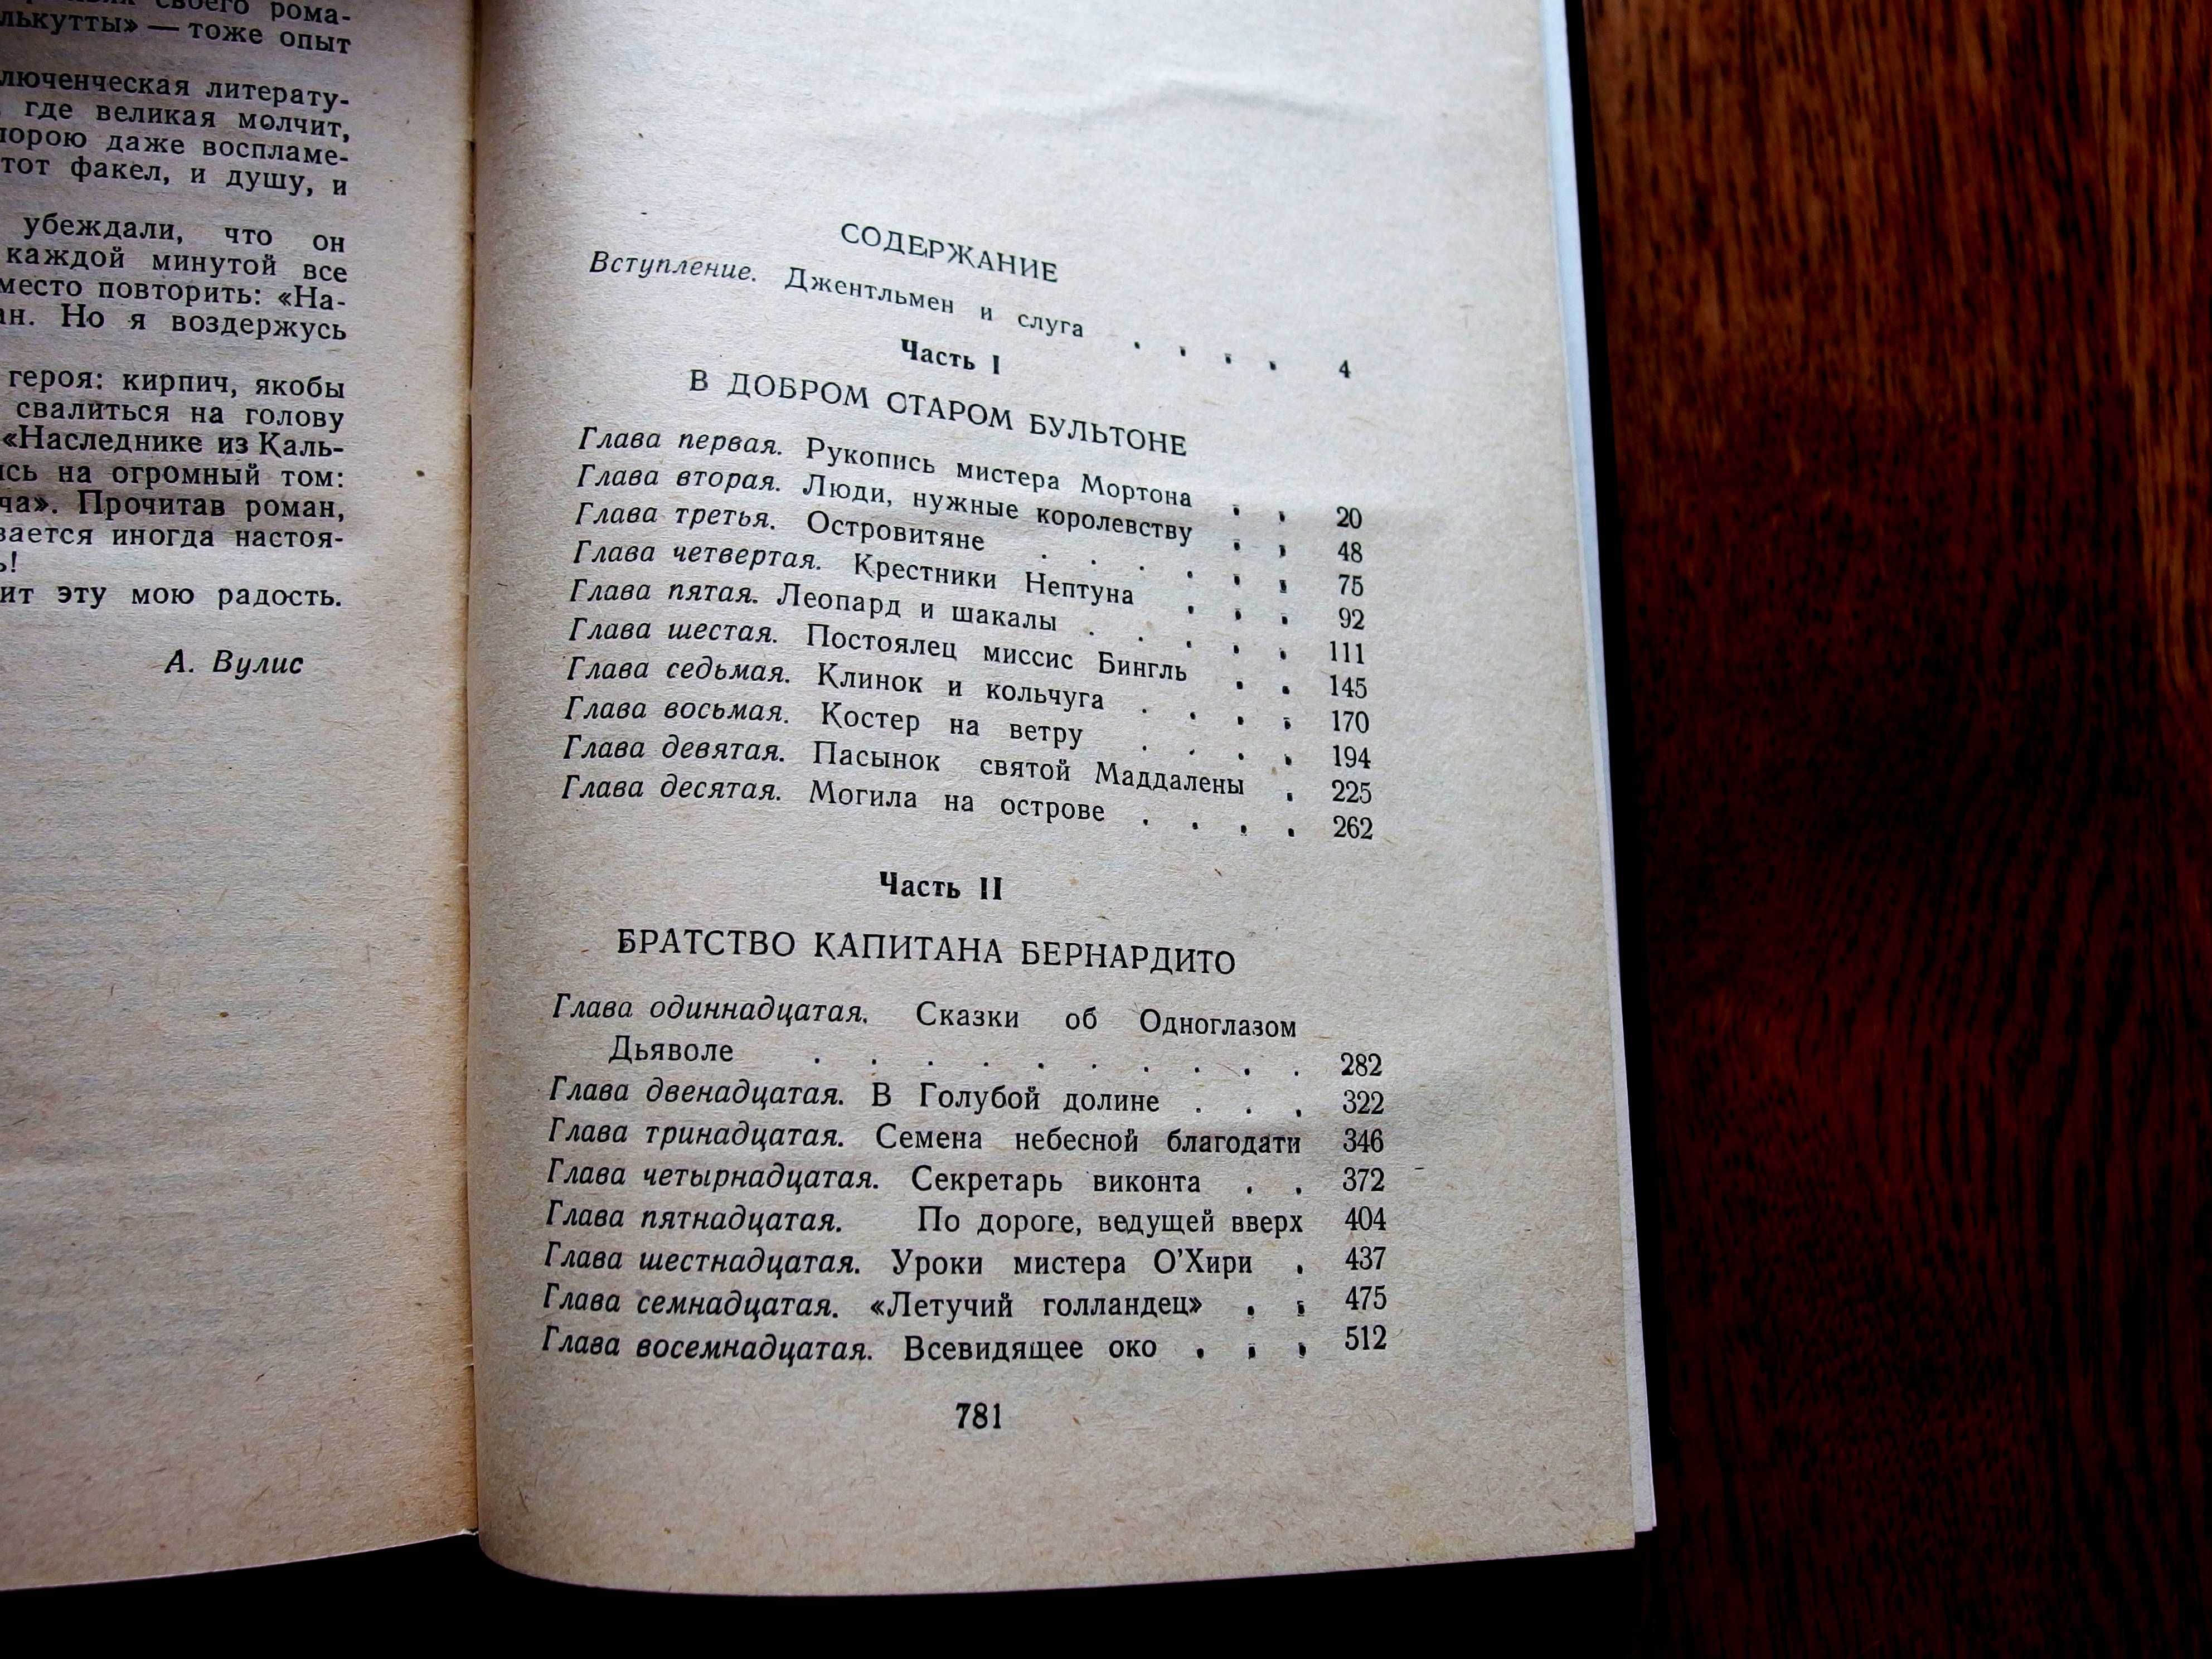 своего рома-
лькутты» — тоже опыт
люченческая литерату-
где великая молчит,
порою даже воспламе-
тот факел, и душу, и
убеждали, что он
каждой минутой все
место повторить: «На-
ан. Но я воздержусь
героя: кирпич, якобы
свалиться на голову
«Наследнике из Каль-
сь на огромный том:
ча». Прочитав роман,
вается иногда настоя-
ь!
ит эту мою радость.
А. Вулис
СОДЕРЖАНИЕ
Вступление. Джентльмен и слуга . . . . 4
Часть I
В ДОБРОМ СТАРОМ БУЛЬТОНЕ
Глава первая. Рукопись мистера Мортона . . 20
Глава вторая. Люди, нужные королевству . . 48
Глава третья. Островитяне . . . . . . 75
Глава четвертая. Крестники Нептуна . . . 92
Глава пятая. Леопард и шакалы . . . . . 111
Глава шестая. Постоялец миссис Бингль . . 145
Глава седьмая. Клинок и кольчуга . . . . 170
Глава восьмая. Костер на ветру . . . . 194
Глава девятая. Пасынок святой Маддалены . 225
Глава десятая. Могила на острове . . . . 262
Часть II
БРАТСТВО КАПИТАНА БЕРНАРДИТО
Глава одиннадцатая. Сказки об Одноглазом
Дьяволе . . . . . . . . . . 282
Глава двенадцатая. В Голубой долине . . . 322
Глава тринадцатая. Семена небесной благодати 346
Глава четырнадцатая. Секретарь виконта . . 372
Глава пятнадцатая. По дороге, ведущей вверх 404
Глава шестнадцатая. Уроки мистера О'Хири . 437
Глава семнадцатая. «Летучий голландец» . . 475
Глава восемнадцатая. Всевидящее око . . . 512
781